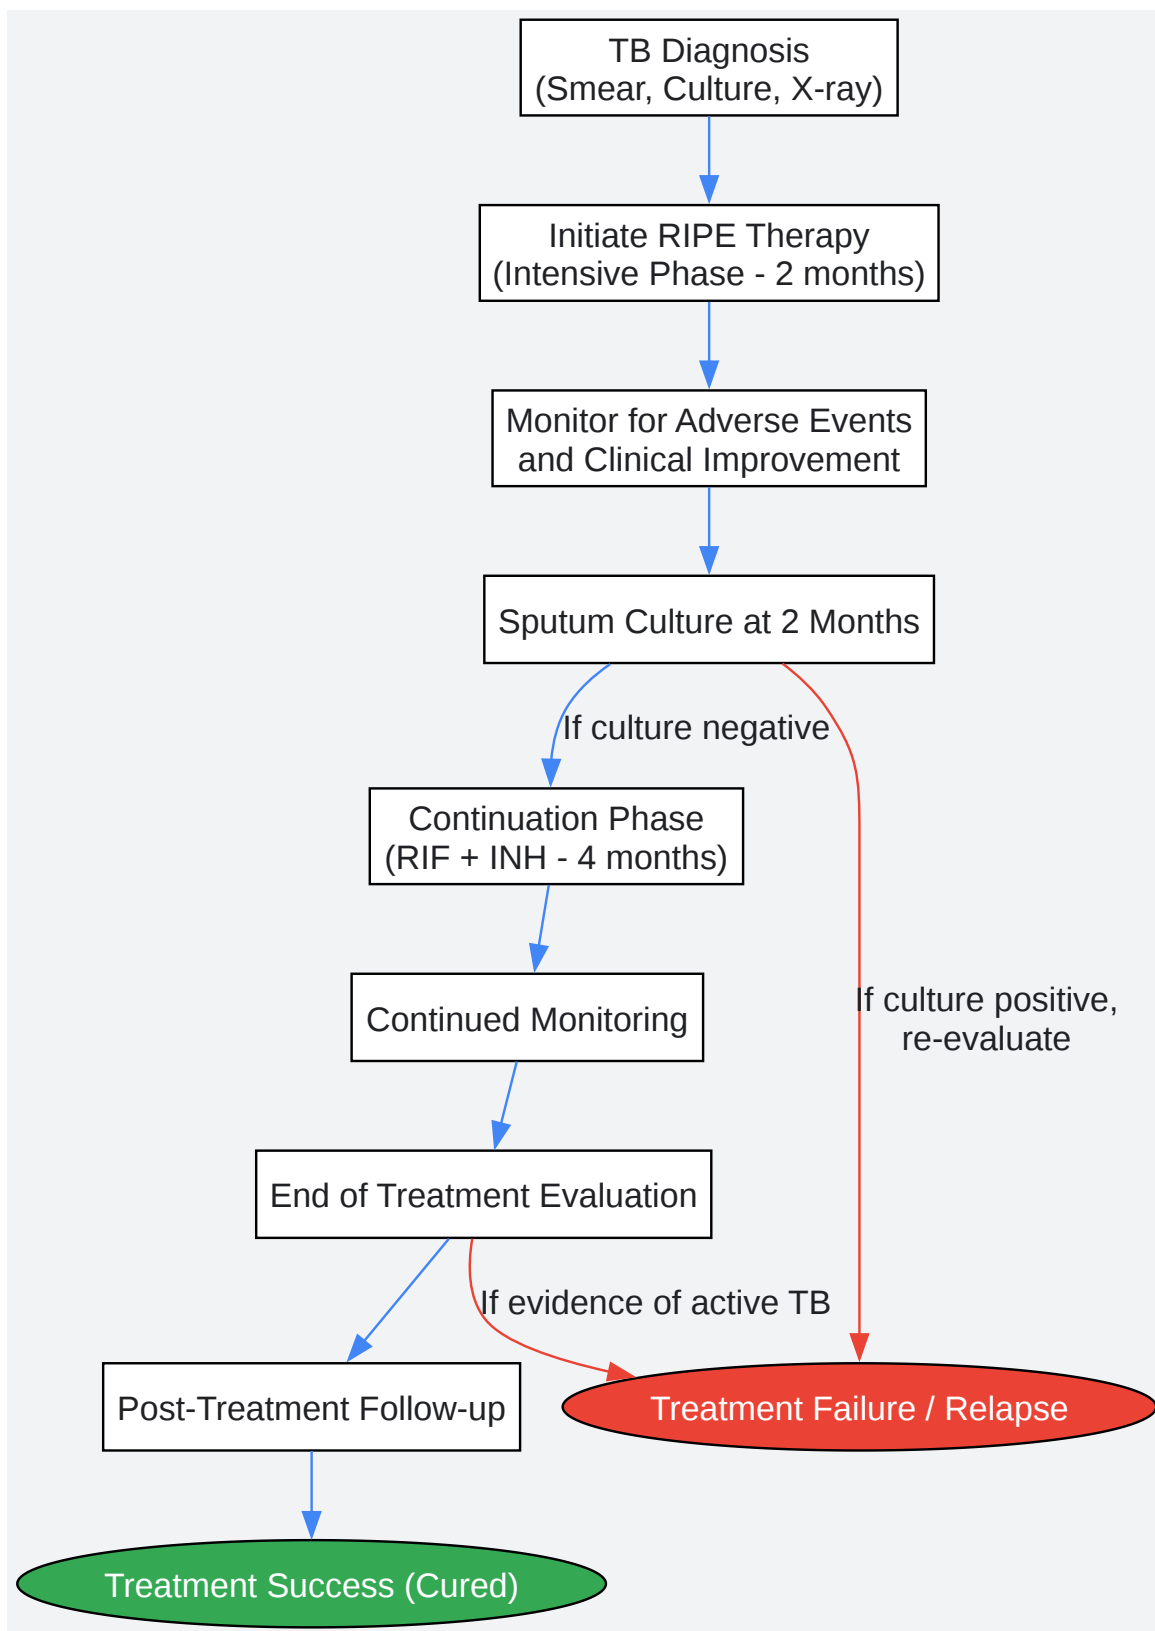 TB Diagnosis
(Smear, Culture, X-ray)
Initiate RIPE Therapy
(Intensive Phase - 2 months)
Monitor for Adverse Events
and Clinical Improvement
Sputum Culture at 2 Months
If culture negative
Continuation Phase
(RIF + INH - 4 months)
Continued Monitoring
If culture positive,
re-evaluate
End of Treatment Evaluation
If evidence of active TB
Post-Treatment Follow-up
Treatment Failure / Relapse
Treatment Success (Cured)